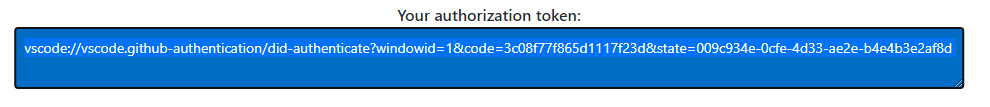 Your authorization token:
vscode://vscode.github-authentication/did-authenticate?windowid=1&code=3c08f77f865d1117f23d&state=009c934e-0cfe-4d33-ae2e-b4e4b3e2af8d